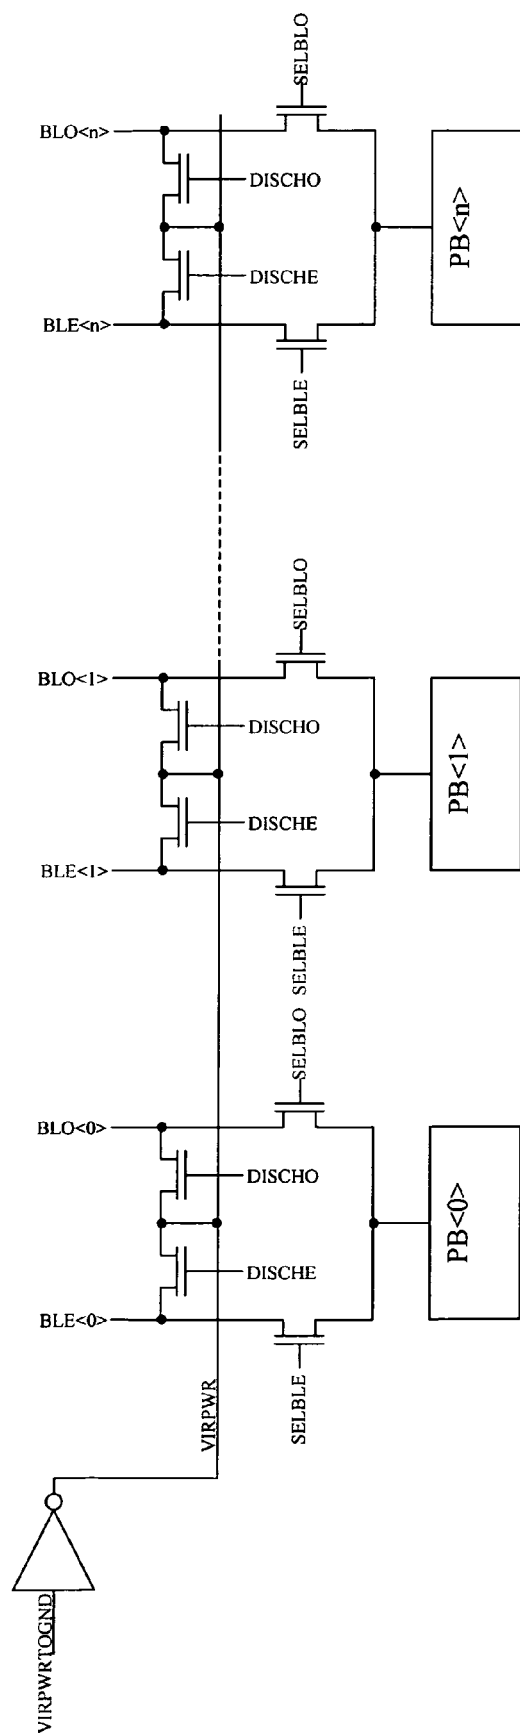 SELBLO
BLO<n>
DISCHO
PB<n>
DISCHE
BLE<n>
SELBLE
SELBLO
BLO<1>
DISCHO
PB<1>
DISCHE
BLE<1>
SELBLE
SELBLO
BLO<0>
DISCHO
PB<0>
DISCHE
BLE<0>
SELBLE
VIRPWR
VIRPWRTOGND